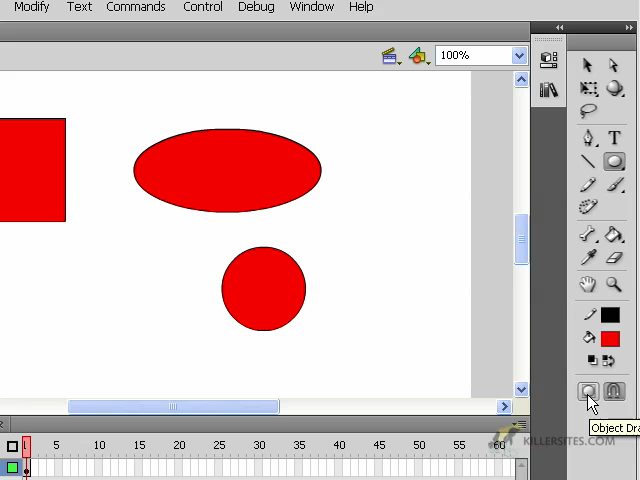 Modify Text Commands Control Debug Window Help
100%
T
Object Dra
KILLERSITES.COM
1 5 10 15 20 25 30 35 40 45 50 55 60